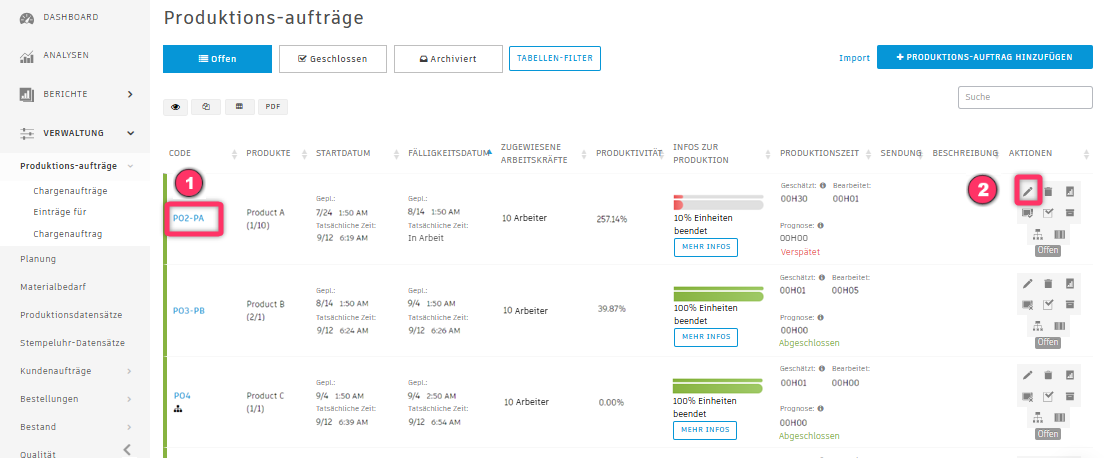 DASHBOARD
ANALYSEN
BERICHTE
VERWALTUNG
Produktions-aufträge
Chargenaufträge
Einträge für
Chargenauftrag
Planung
Materialbedarf
Produktionsdatensätze
Stempeluhr-Datensätze
Kundenaufträge
Bestellungen
Bestand
Qualität
Produktions-aufträge
Offen
Geschlossen
Archiviert
TABELLEN-FILTER
Import
+ PRODUKTIONS-AUFTRAG HINZUFÜGEN
PDF
Suche
CODE
PRODUKTE
STARTDATUM
FÄLLIGKEITSDATUM
ZUGEWIESENE
ARBEITSKRÄFTE
PRODUKTIVITÄT
INFOS ZUR
PRODUKTION
PRODUKTIONSZEIT
SENDUNG
BESCHREIBUNG
AKTIONEN
1
2
PO2-PA
Product A
(1/10)
Gepl.:
7/24 1:50 AM
Tatsächliche Zeit:
9/12 6:19 AM
Gepl.:
8/14 1:50 AM
Tatsächliche Zeit:
In Arbeit
10 Arbeiter
257.14%
10% Einheiten
beendet
MEHR INFOS
Geschätzt: Bearbeitet:
00H30 00H01
Prognose:
00H00
Verspätet
Offen
PO3-PB
Product B
(2/1)
Gepl.:
8/14 1:50 AM
Tatsächliche Zeit:
9/12 6:24 AM
Gepl.:
9/4 1:50 AM
Tatsächliche Zeit:
9/12 6:26 AM
10 Arbeiter
39.87%
100% Einheiten
beendet
MEHR INFOS
Geschätzt: Bearbeitet:
00H01 00H05
Prognose:
00H00
Abgeschlossen
Offen
PO4
Product C
(1/1)
Gepl.:
9/4 1:50 AM
Tatsächliche Zeit:
9/12 6:39 AM
Gepl.:
9/4 2:50 AM
Tatsächliche Zeit:
9/12 6:54 AM
10 Arbeiter
0.00%
100% Einheiten
beendet
MEHR INFOS
Geschätzt: Bearbeitet:
00H01 00H00
Prognose:
00H00
Abgeschlossen
Offen